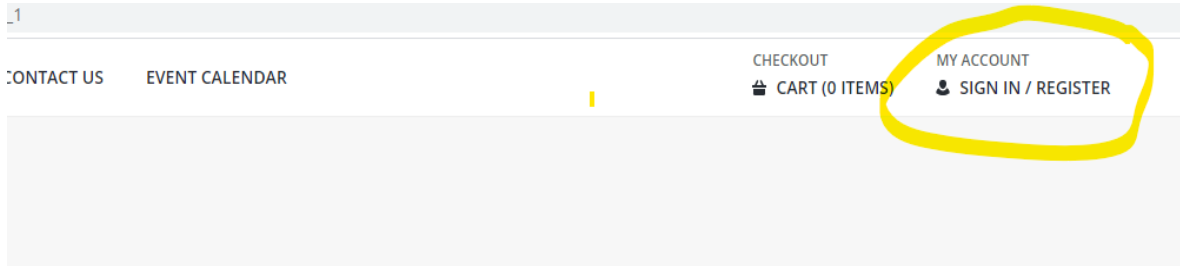 _1
CONTACT US
EVENT CALENDAR
CHECKOUT
CART (0 ITEMS)
MY ACCOUNT
SIGN IN / REGISTER